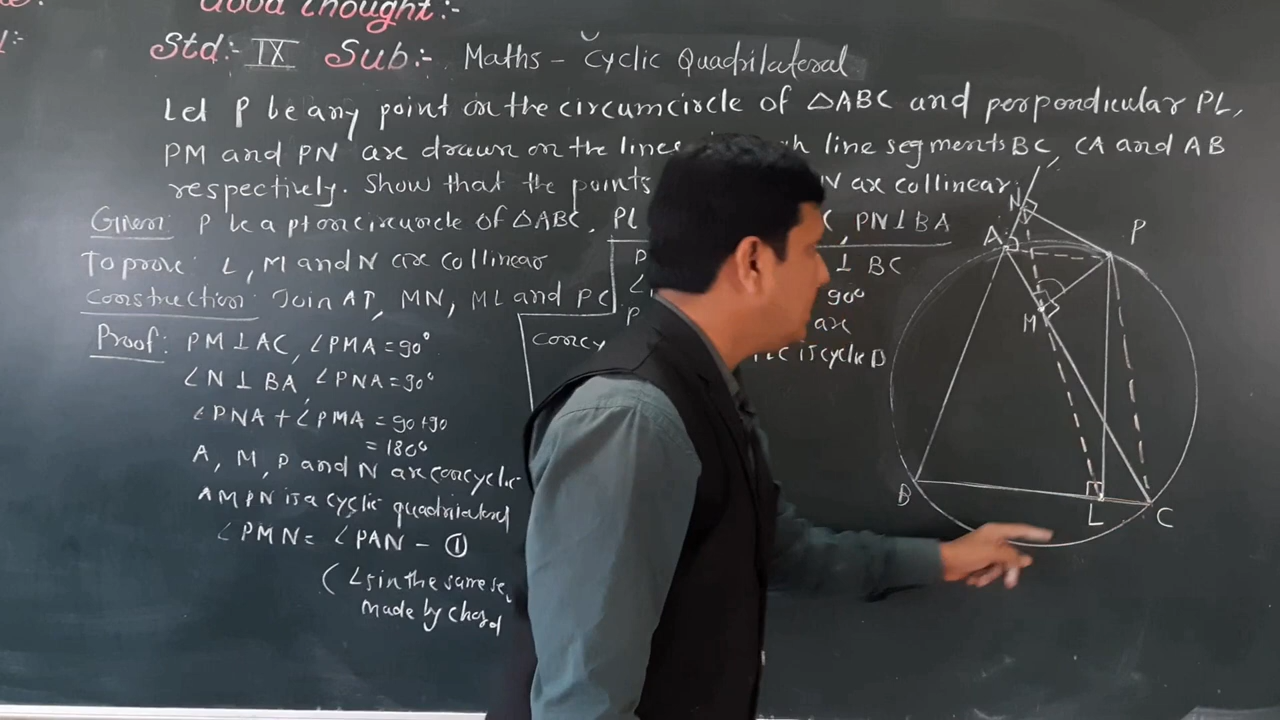 Good Thought:-
Std:- IX Sub:- Maths - Cyclic Quadrilateral
Let P be any point on the circumcircle of △ABC and perpendicular PL,
PM and PN are drawn on the lines line segments BC, CA and AB
respectively. Show that the points N are collinear.
Given: P be a pt on circumcircle of △ABC, PL , PN⊥BA
To prove: L, M and N are collinear
Construction: Join AP, MN, ML and PC
Proof: PM⊥AC, ∠PMA = 90°
∠N ⊥ BA, ∠PNA = 90°
∠PNA + ∠PMA = 90+90
= 180°
A, M, P and N are concyclic
AMPN is a cyclic quadrilateral
∠PMN = ∠PAN - ①
(∠s in the same
made by chord
⊥ BC
90°
are
concy is cyclic
N
A
P
M
B
L
C